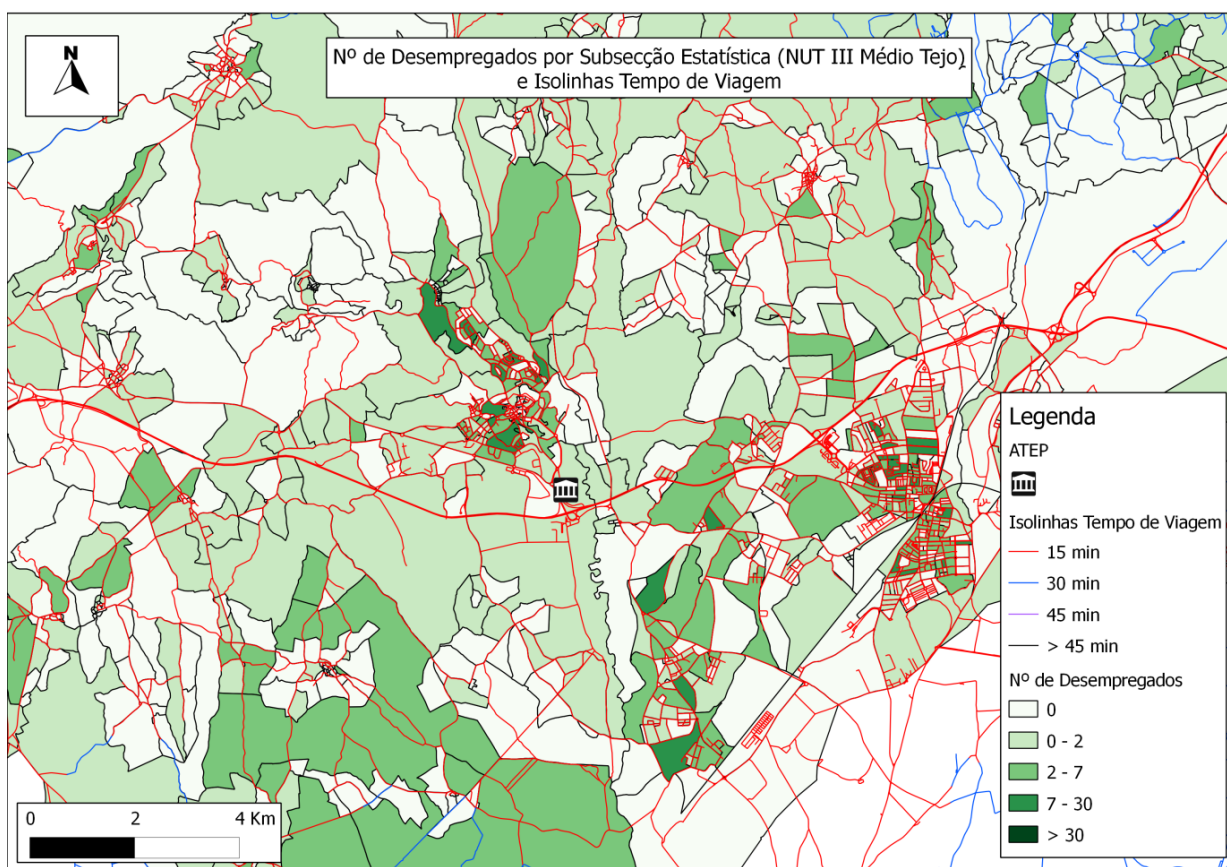 N
Nº de Desempregados por Subsecção Estatística (NUT III Médio Tejo)
e Isolinhas Tempo de Viagem
Legenda
ATEP
Isolinhas Tempo de Viagem
15 min
30 min
45 min
> 45 min
Nº de Desempregados
0
0 - 2
2 - 7
7 - 30
> 30
0 2 4 Km